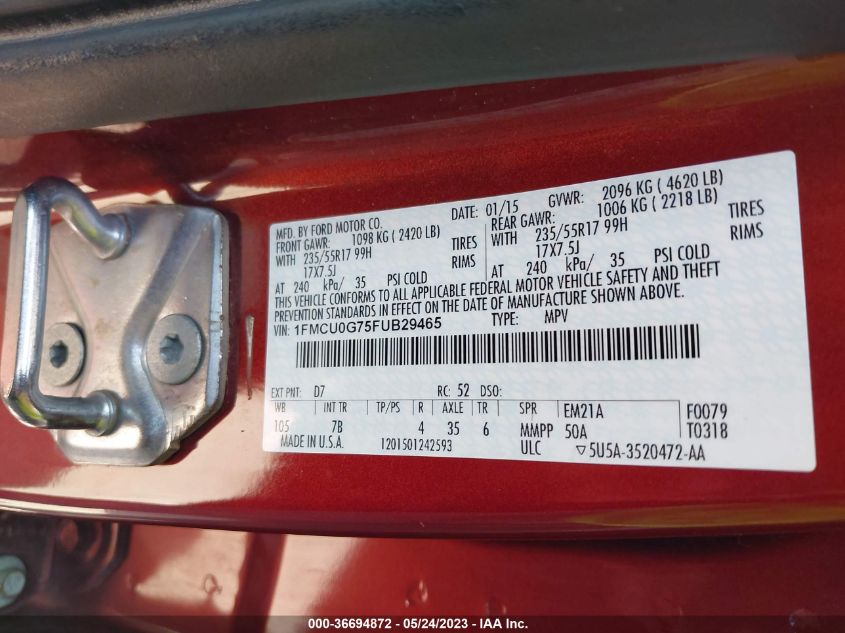 MFD. BY FORD MOTOR CO.
DATE: 01/15 GVWR: 2096 KG ( 4620 LB)
FRONT GAWR: 1098 KG ( 2420 LB)
REAR GAWR: 1006 KG ( 2218 LB)
WITH 235/55R17 99H TIRES
WITH 235/55R17 99H TIRES
17X7.5J RIMS
17X7.5J RIMS
AT 240 kPa/ 35 PSI COLD
AT 240 kPa/ 35 PSI COLD
THIS VEHICLE CONFORMS TO ALL APPLICABLE FEDERAL MOTOR VEHICLE SAFETY AND THEFT
PREVENTION STANDARDS IN EFFECT ON THE DATE OF MANUFACTURE SHOWN ABOVE.
VIN: 1FMCU0G75FUB29465 TYPE: MPV
EXT PNT: D7 RC: 52 DSO:
WB INT TR TP/PS R AXLE TR SPR EM21A F0079
105 7B 4 35 6 MMPP 50A T0318
MADE IN U.S.A. 1201501242593 ULC ▽5U5A-3520472-AA
000-36694872 - 05/24/2023 - IAA Inc.